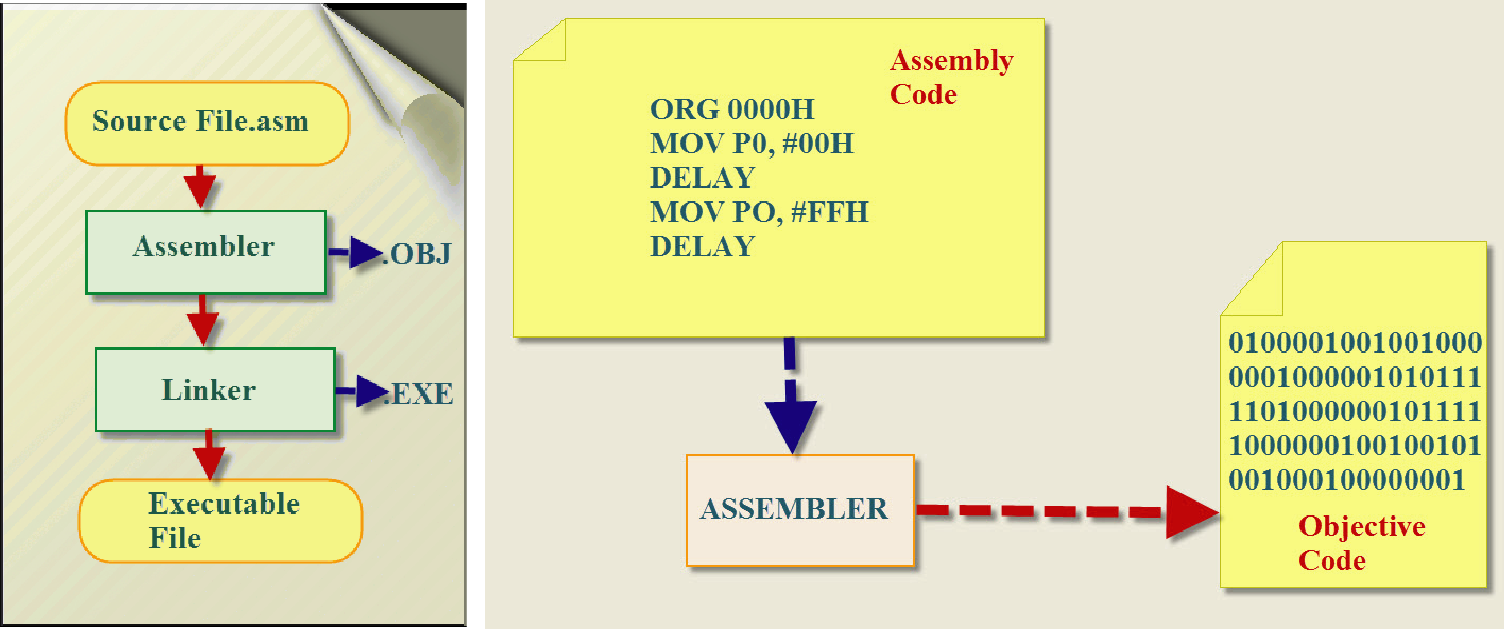 Source File.asm
Assembler
.OBJ
Linker
.EXE
Executable
File
Assembly
Code
ORG 0000H
MOV P0, #00H
DELAY
MOV PO, #FFH
DELAY
ASSEMBLER
0100001001001000
0001000001010111
1101000000101111
1000000100100101
001000100000001
Objective
Code